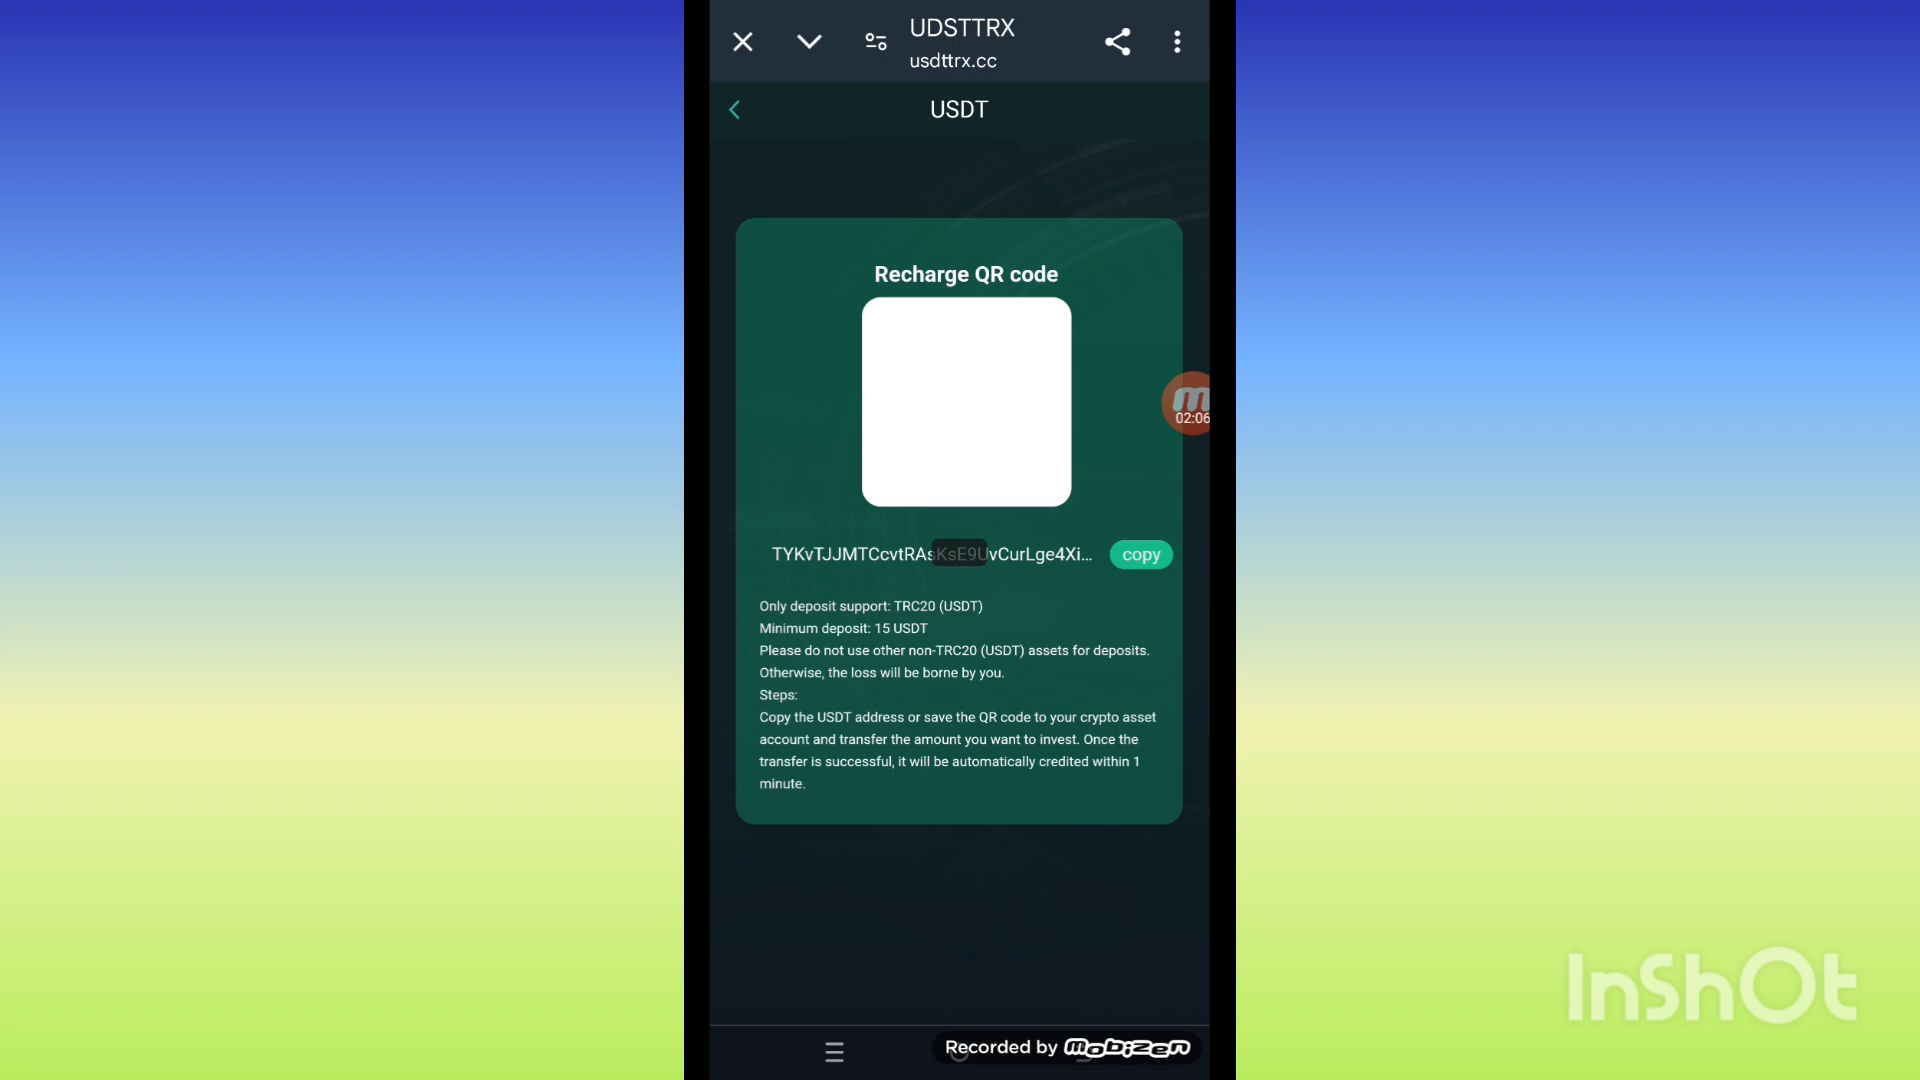 UDSTTRX
usdttrx.cc
USDT
Recharge QR code
02:06
TYKvTJJMTCcvtRAsKsE9UvCurLge4Xi...
copy
Only deposit support: TRC20 (USDT)
Minimum deposit: 15 USDT
Please do not use other non-TRC20 (USDT) assets for deposits.
Otherwise, the loss will be borne by you.
Steps:
Copy the USDT address or save the QR code to your crypto asset
account and transfer the amount you want to invest. Once the
transfer is successful, it will be automatically credited within 1
minute.
InShOt
Recorded by mobizen